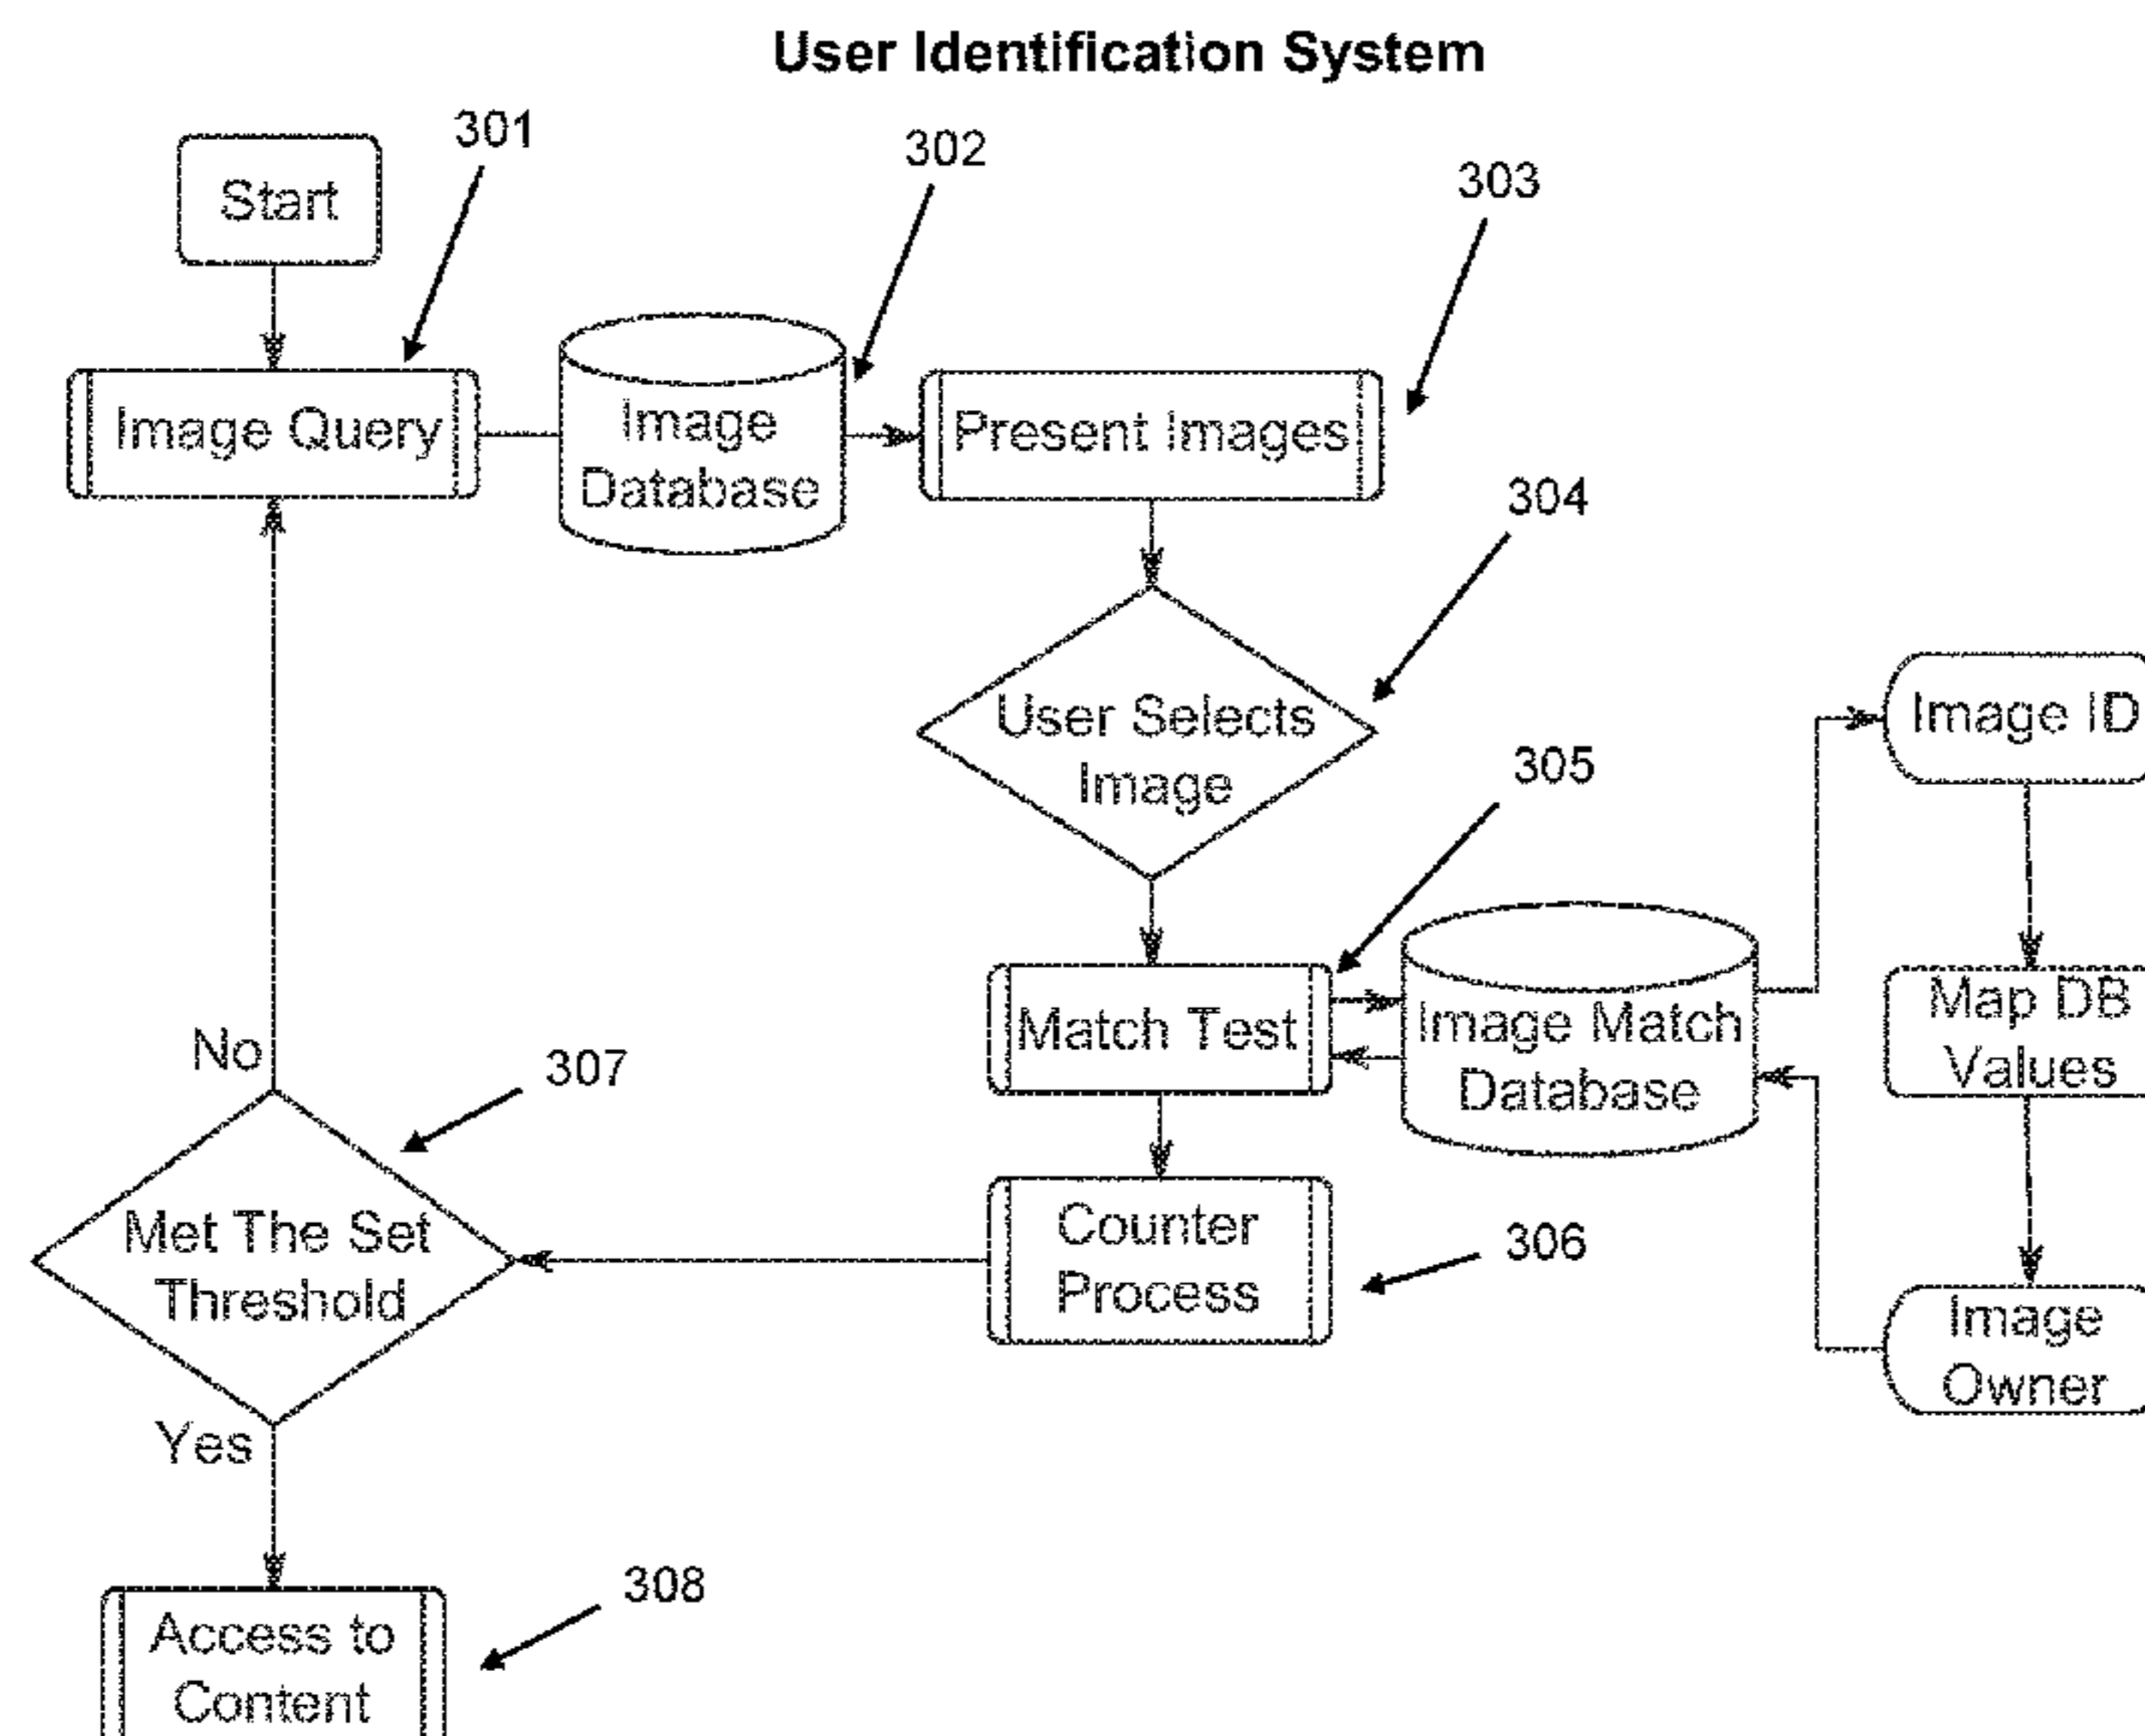 User Identification System
301
302
303
Start
Image Query
Image
Database
Present Images
304
User Selects
Image
Image ID
305
Match Test
Image Match
Database
Map DB
Values
No
307
Met The Set
Threshold
Counter
Process
306
Image
Owner
Yes
308
Access to
Content